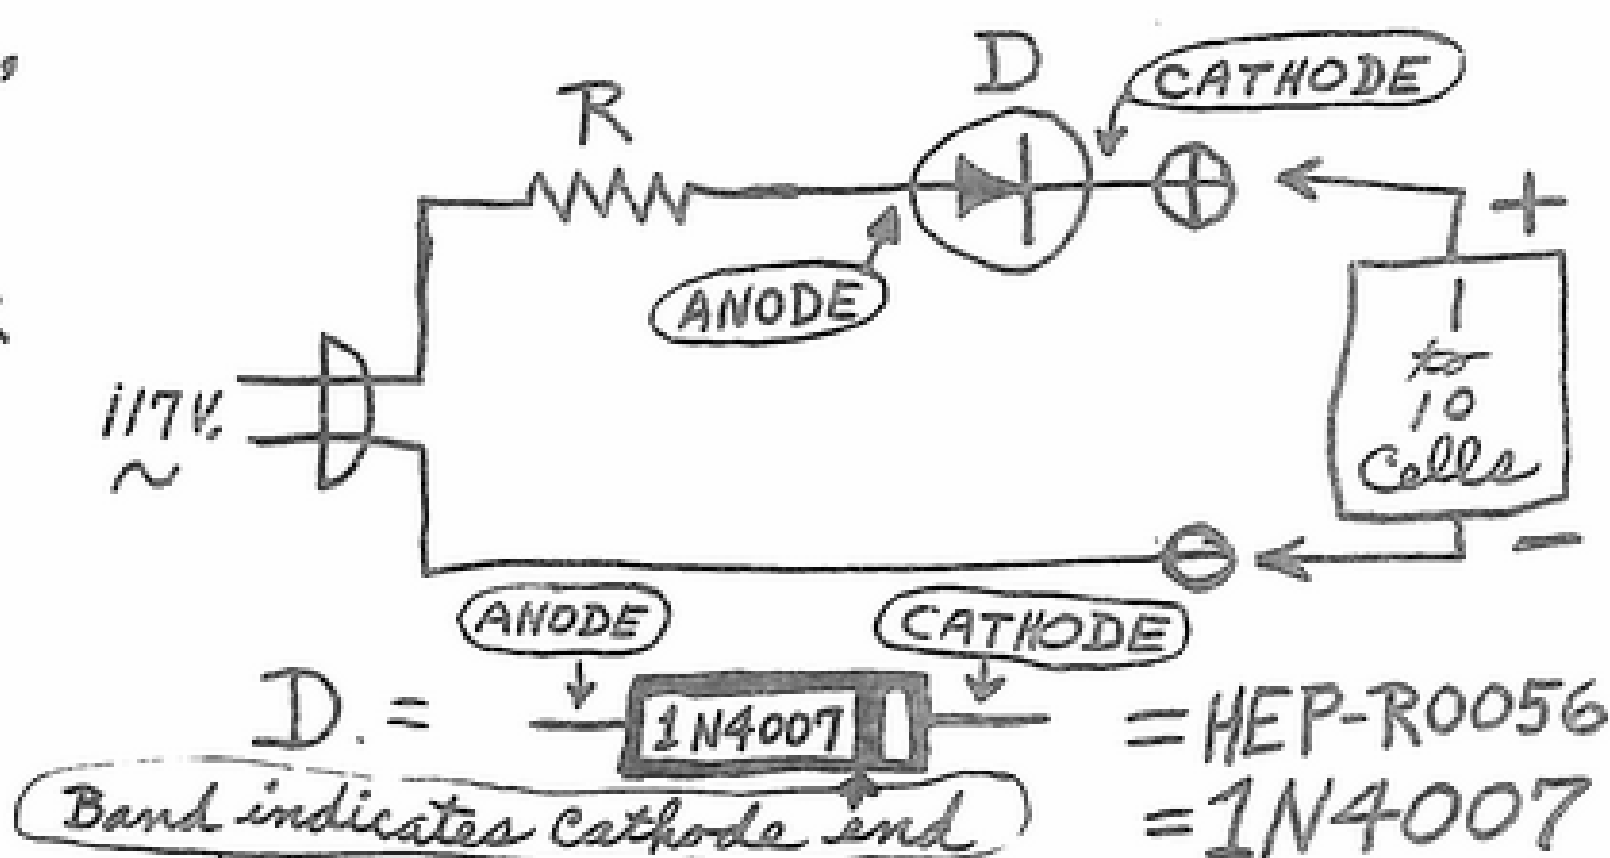 D
CATHODE
R
ANODE
+
117V.
~
1
to
10
Cells
-
ANODE
CATHODE
D. =
1N4007
= HEP-R0056
= 1N4007
Band indicates cathode end